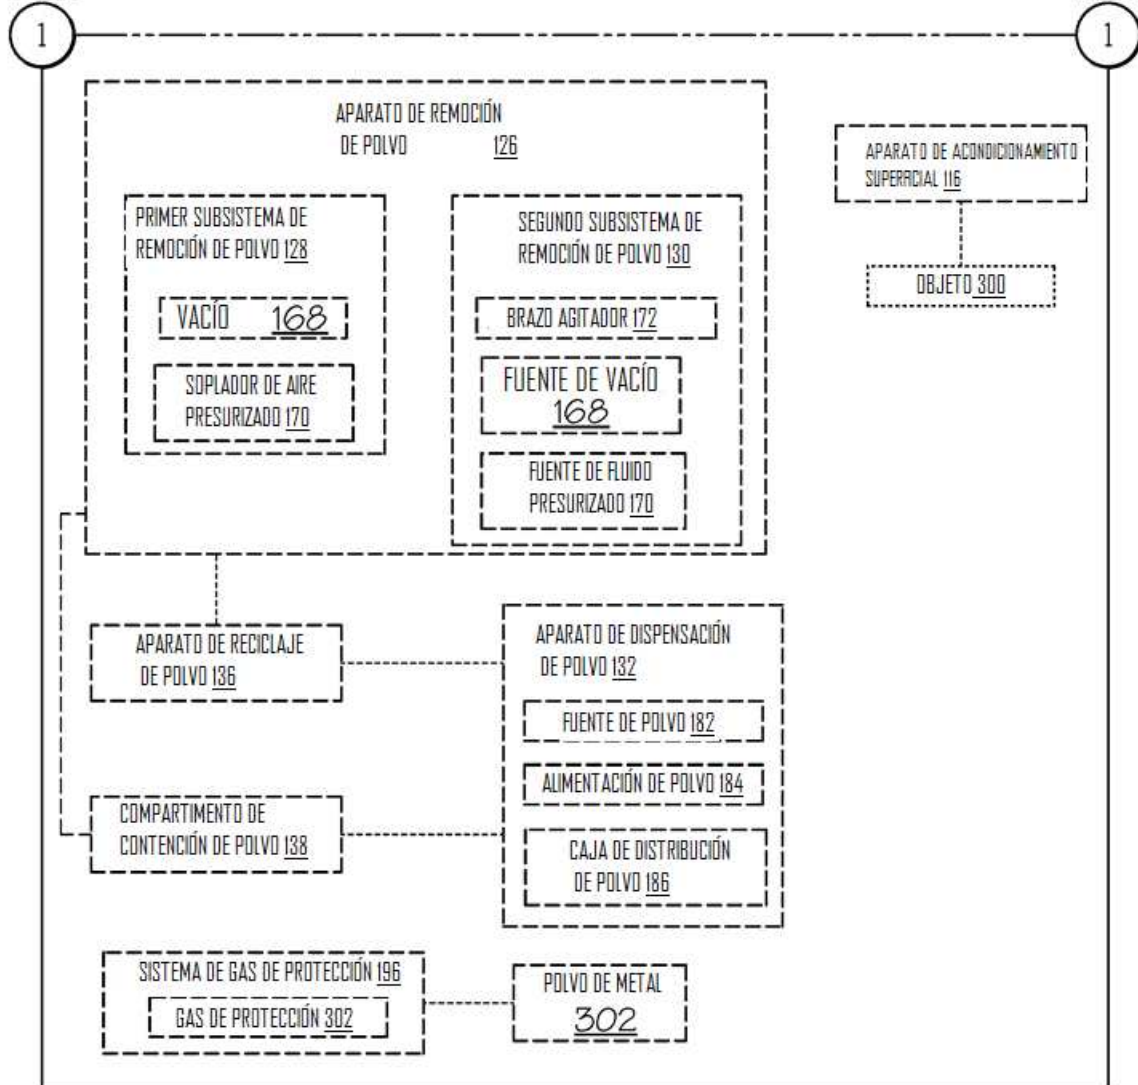 1
1
APARATO DE REMOCIÓN
DE POLVO 126
APARATO DE ACONDICIONAMIENTO
SUPERFICIAL 116
OBJETO 300
PRIMER SUBSISTEMA DE
REMOCIÓN DE POLVO 128
VACÍO 168
SOPLADOR DE AIRE
PRESURIZADO 170
SEGUNDO SUBSISTEMA DE
REMOCIÓN DE POLVO 130
BRAZO AGITADOR 172
FUENTE DE VACÍO
168
FUENTE DE FLUIDO
PRESURIZADO 170
APARATO DE RECICLAJE
DE POLVO 136
APARATO DE DISPENSACIÓN
DE POLVO 132
FUENTE DE POLVO 182
ALIMENTACIÓN DE POLVO 184
CAJA DE DISTRIBUCIÓN
DE POLVO 186
COMPARTIMENTO DE
CONTENCIÓN DE POLVO 138
SISTEMA DE GAS DE PROTECCIÓN 196
GAS DE PROTECCIÓN 302
POLVO DE METAL
302